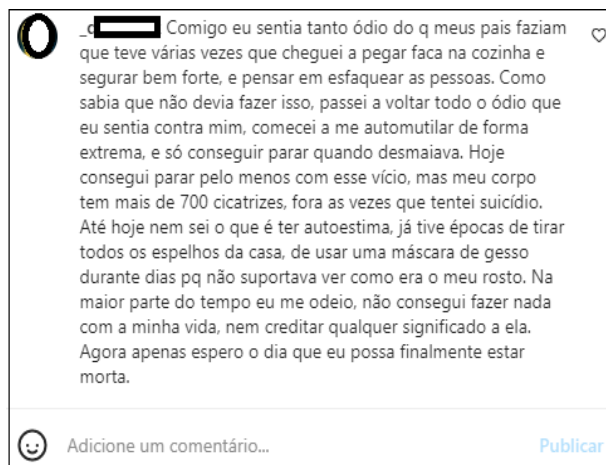 _c Comigo eu sentia tanto ódio do q meus pais faziam
que teve várias vezes que cheguei a pegar faca na cozinha e
segurar bem forte, e pensar em esfaquear as pessoas. Como
sabia que não devia fazer isso, passei a voltar todo o ódio que
eu sentia contra mim, comecei a me automutilar de forma
extrema, e só conseguir parar quando desmaiava. Hoje
consegui parar pelo menos com esse vício, mas meu corpo
tem mais de 700 cicatrizes, fora as vezes que tentei suicídio.
Até hoje nem sei o que é ter autoestima, já tive épocas de tirar
todos os espelhos da casa, de usar uma máscara de gesso
durante dias pq não suportava ver como era o meu rosto. Na
maior parte do tempo eu me odeio, não consegui fazer nada
com a minha vida, nem creditar qualquer significado a ela.
Agora apenas espero o dia que eu possa finalmente estar
morta.
Adicione um comentário... Publicar